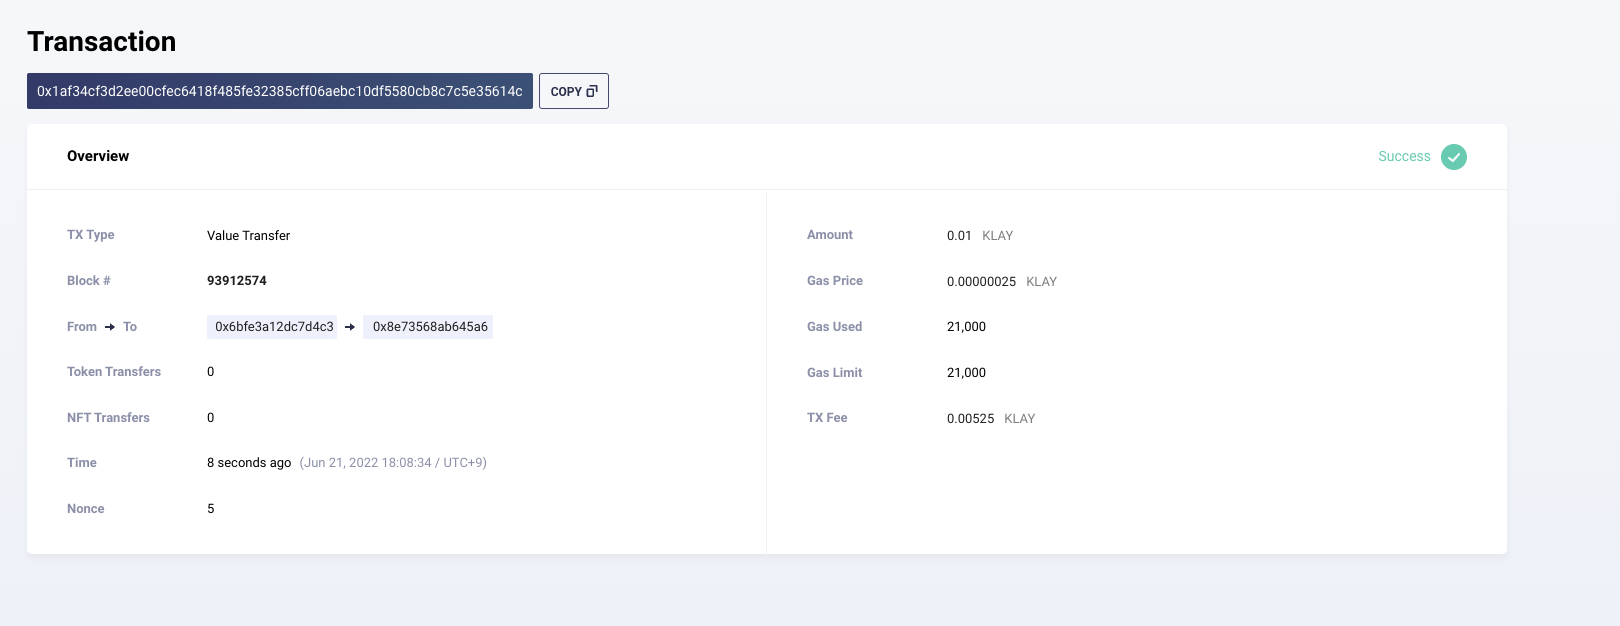 Transaction
0x1af34cf3d2ee00cfec6418f485fe32385cff06aebc10df5580cb8c7c5e35614c COPY
Overview Success
TX Type Value Transfer
Block # 93912574
From → To 0x6bfe3a12dc7d4c3 → 0x8e73568ab645a6
Token Transfers 0
NFT Transfers 0
Time 8 seconds ago (Jun 21, 2022 18:08:34 / UTC+9)
Nonce 5
Amount 0.01 KLAY
Gas Price 0.00000025 KLAY
Gas Used 21,000
Gas Limit 21,000
TX Fee 0.00525 KLAY